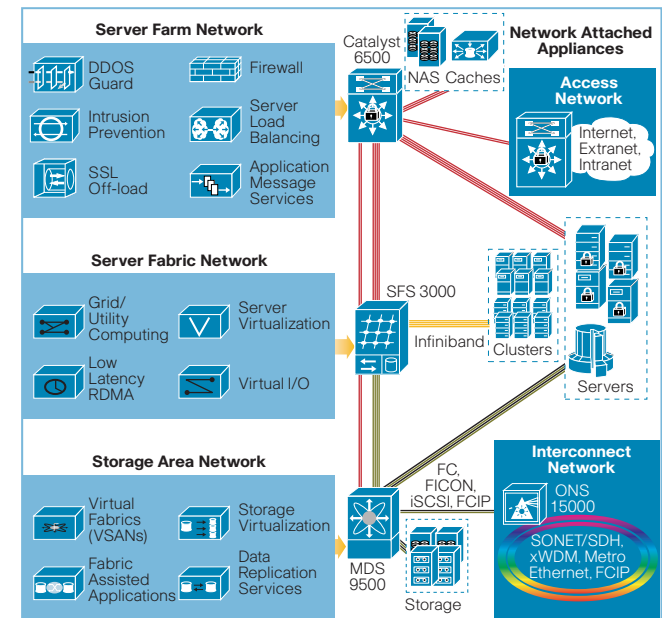 Server Farm Network
DDOS
Guard
Firewall
Intrusion
Prevention
Server
Load
Balancing
SSL
Off-load
Application
Message
Services
Catalyst
6500
NAS Caches
Network Attached
Appliances
Access
Network
Internet,
Extranet,
Intranet
Server Fabric Network
Grid/
Utility
Computing
Server
Virtualization
Low
Latency
RDMA
Virtual I/O
SFS 3000
Infiniband
Clusters
Servers
Storage Area Network
Virtual
Fabrics
(VSANs)
Storage
Virtualization
Fabric
Assisted
Applications
Data
Replication
Services
MDS
9500
FC,
FICON,
iSCSI, FCIP
Storage
Interconnect
Network
ONS
15000
SONET/SDH,
xWDM, Metro
Ethernet, FCIP